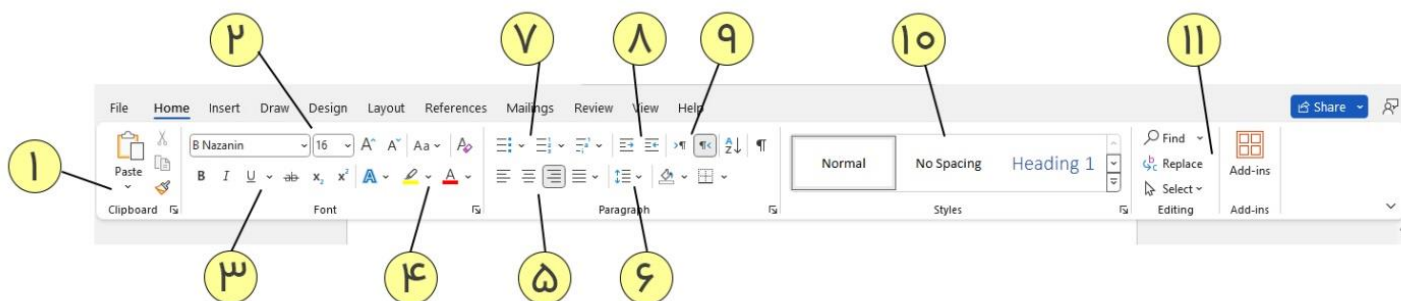 ۲ ۷ ۸ ۹ ۱۰ ۱۱
File Home Insert Draw Design Layout References Mailings Review View Help Share
۱
B Nazanin 16 A^ A˅ Aa A Normal No Spacing Heading 1 Find
Paste B I U ab x₂ x² A A Replace Add-ins
Select
Clipboard Font Paragraph Styles Editing Add-ins
۳ ۴ ۵ ۶